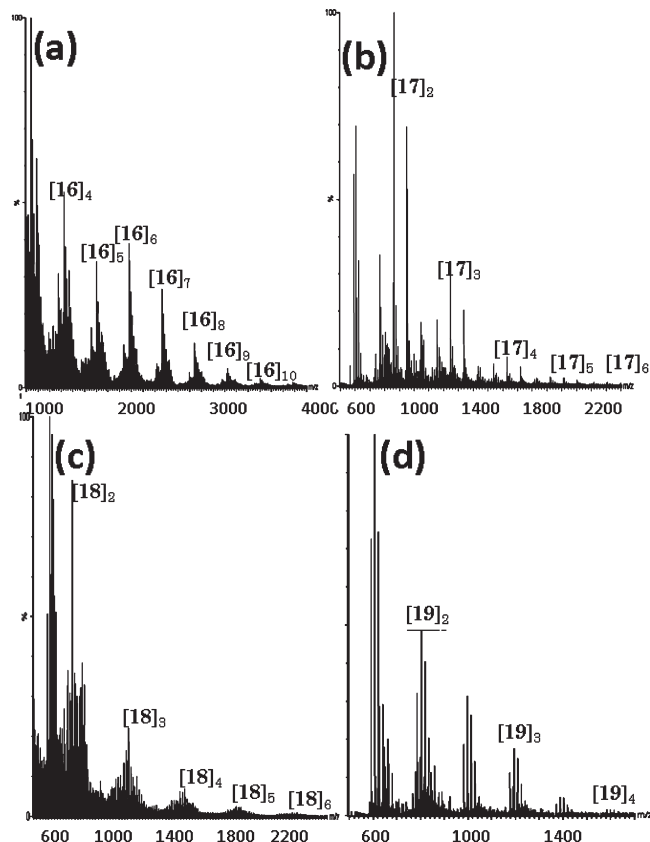 100
(a)
[16]₄
[16]₅
[16]₆
[16]₇
[16]₈
[16]₉
[16]₁₀
%
m/z
1000 2000 3000 4000
100
(b)
[17]₂
[17]₃
[17]₄
[17]₅
[17]₆
%
m/z
600 1000 1400 1800 2200
100
(c)
[18]₂
[18]₃
[18]₄
[18]₅
[18]₆
%
m/z
600 1000 1400 1800 2200
(d)
[19]₂
[19]₃
[19]₄
m/z
600 1000 1400